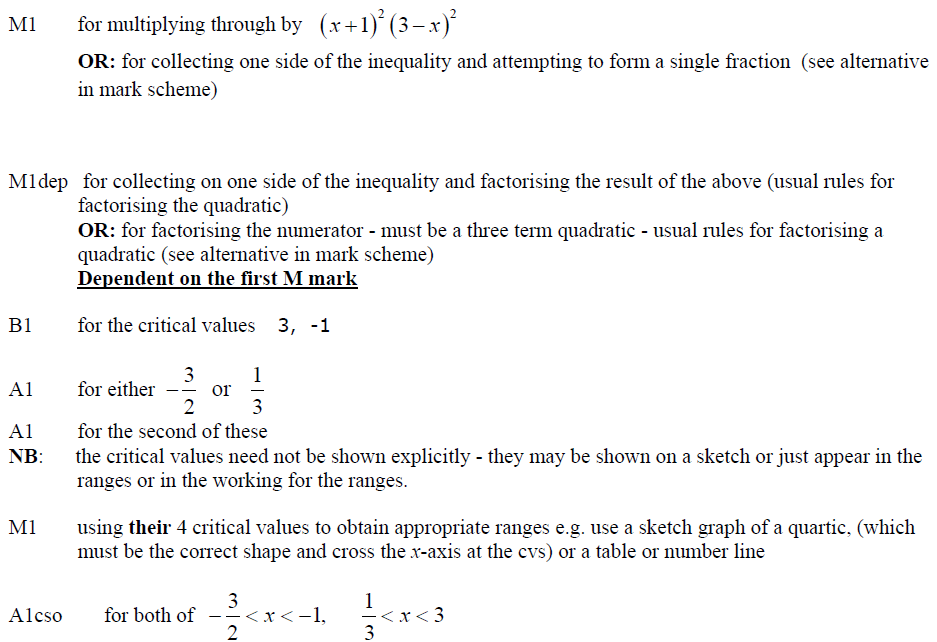 M1 for multiplying through by (x+1)²(3−x)²
OR: for collecting one side of the inequality and attempting to form a single fraction (see alternative
in mark scheme)
M1dep for collecting on one side of the inequality and factorising the result of the above (usual rules for
factorising the quadratic)
OR: for factorising the numerator - must be a three term quadratic - usual rules for factorising a
quadratic (see alternative in mark scheme)
Dependent on the first M mark
B1 for the critical values 3, -1
A1 for either −3/2 or 1/3
A1 for the second of these
NB: the critical values need not be shown explicitly - they may be shown on a sketch or just appear in the
ranges or in the working for the ranges.
M1 using their 4 critical values to obtain appropriate ranges e.g. use a sketch graph of a quartic, (which
must be the correct shape and cross the x-axis at the cvs) or a table or number line
A1cso for both of −3/2 < x < −1, 1/3 < x < 3